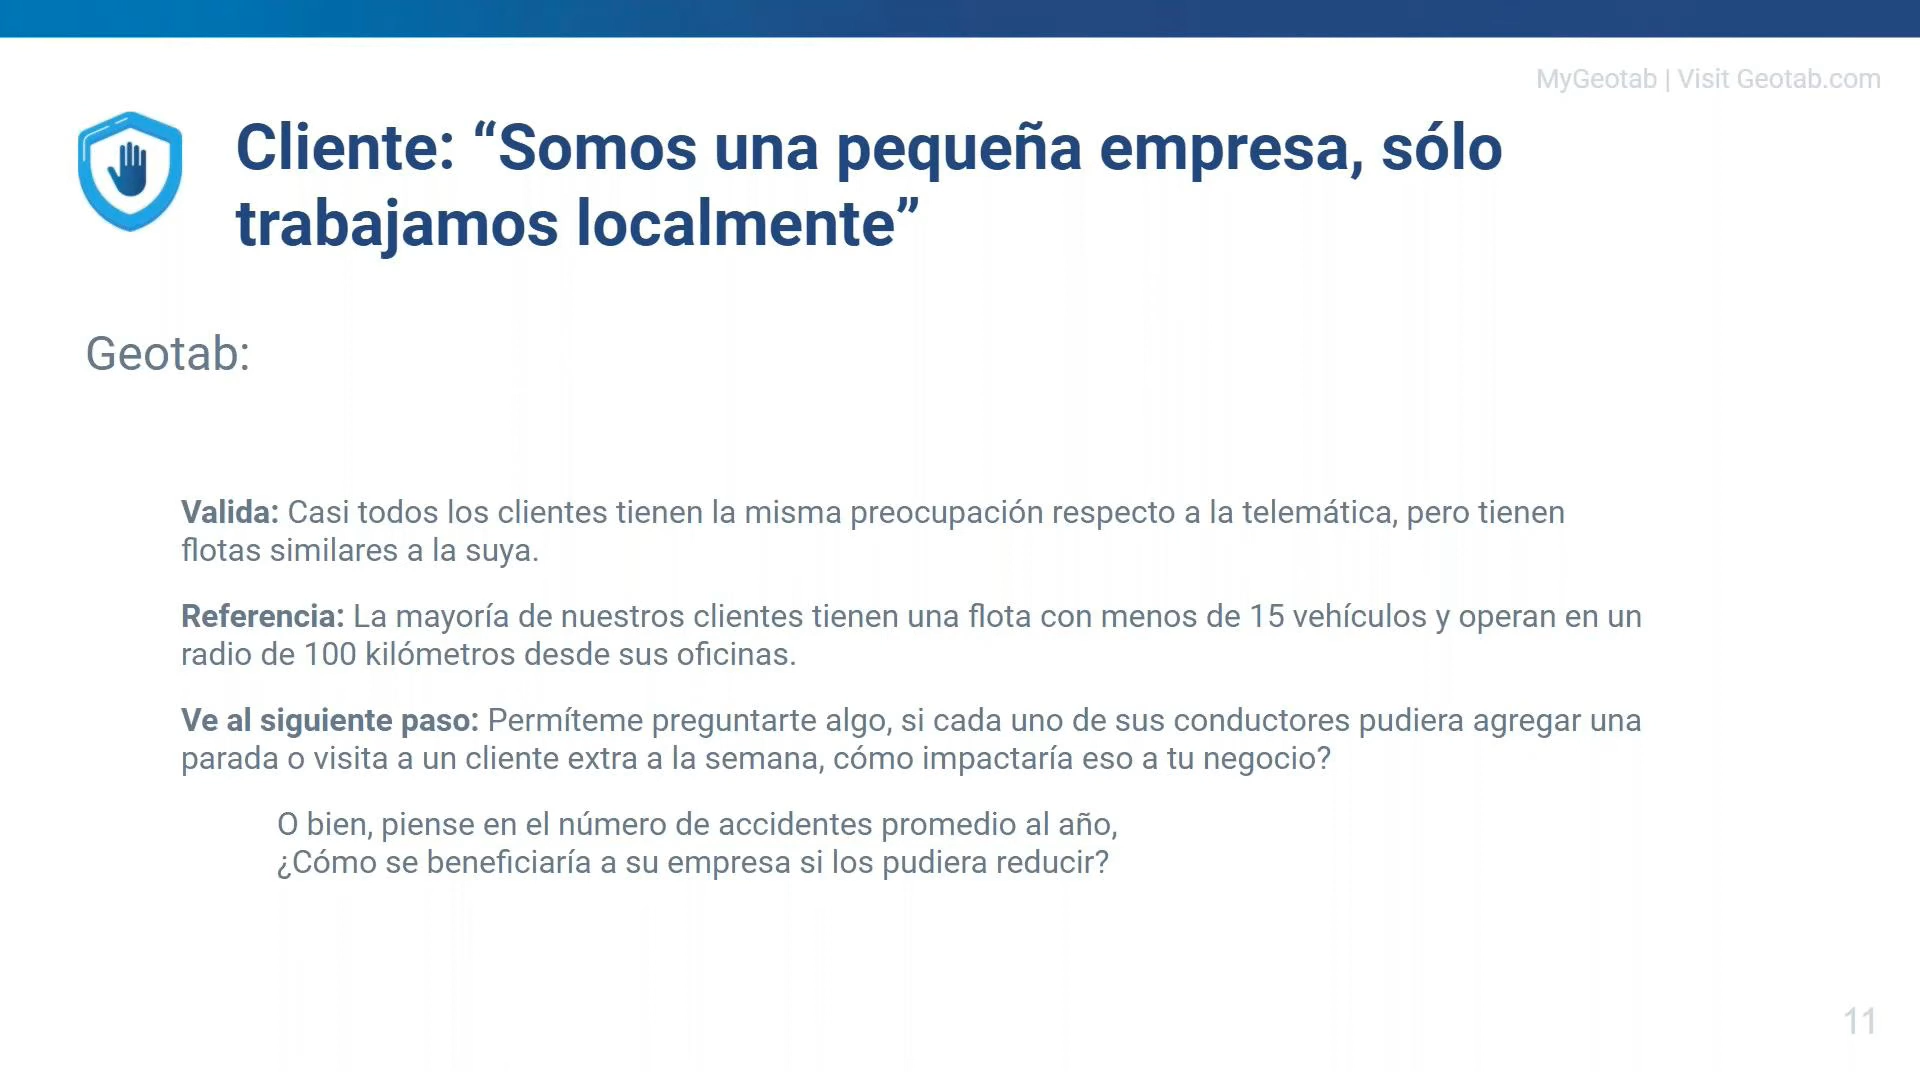 MyGeotab | Visit Geotab.com
Cliente: “Somos una pequeña empresa, sólo
trabajamos localmente”
Geotab:
Valida: Casi todos los clientes tienen la misma preocupación respecto a la telemática, pero tienen
flotas similares a la suya.
Referencia: La mayoría de nuestros clientes tienen una flota con menos de 15 vehículos y operan en un
radio de 100 kilómetros desde sus oficinas.
Ve al siguiente paso: Permíteme preguntarte algo, si cada uno de sus conductores pudiera agregar una
parada o visita a un cliente extra a la semana, cómo impactaría eso a tu negocio?
O bien, piense en el número de accidentes promedio al año,
¿Cómo se beneficiaría a su empresa si los pudiera reducir?
11